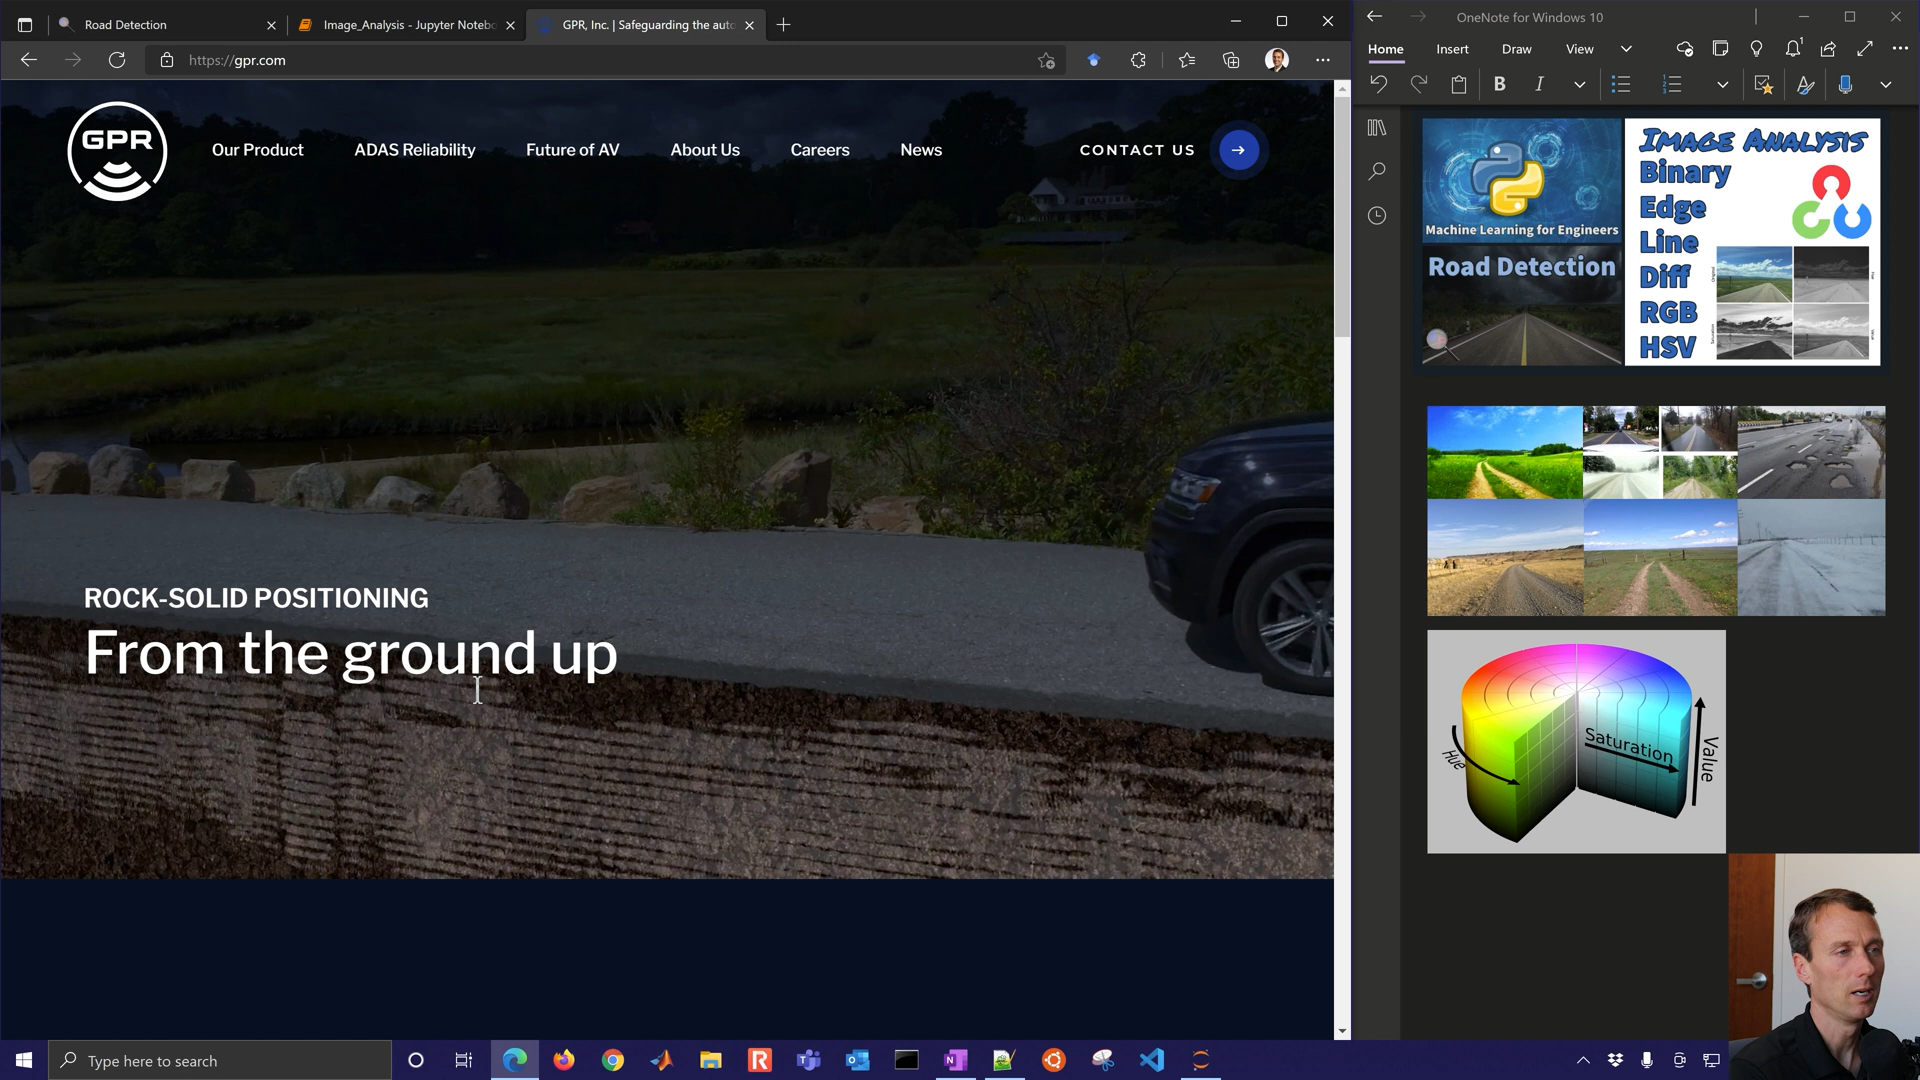 Road Detection
Image_Analysis - Jupyter Notebo
GPR, Inc. | Safeguarding the auto
https://gpr.com
GPR
Our Product
ADAS Reliability
Future of AV
About Us
Careers
News
CONTACT US
ROCK-SOLID POSITIONING
From the ground up
OneNote for Windows 10
Home
Insert
Draw
View
B
I
Machine Learning for Engineers
Road Detection
IMAGE ANALYSIS
Binary
Edge
Line
Diff
RGB
HSV
Hue
Saturation
Value
Type here to search